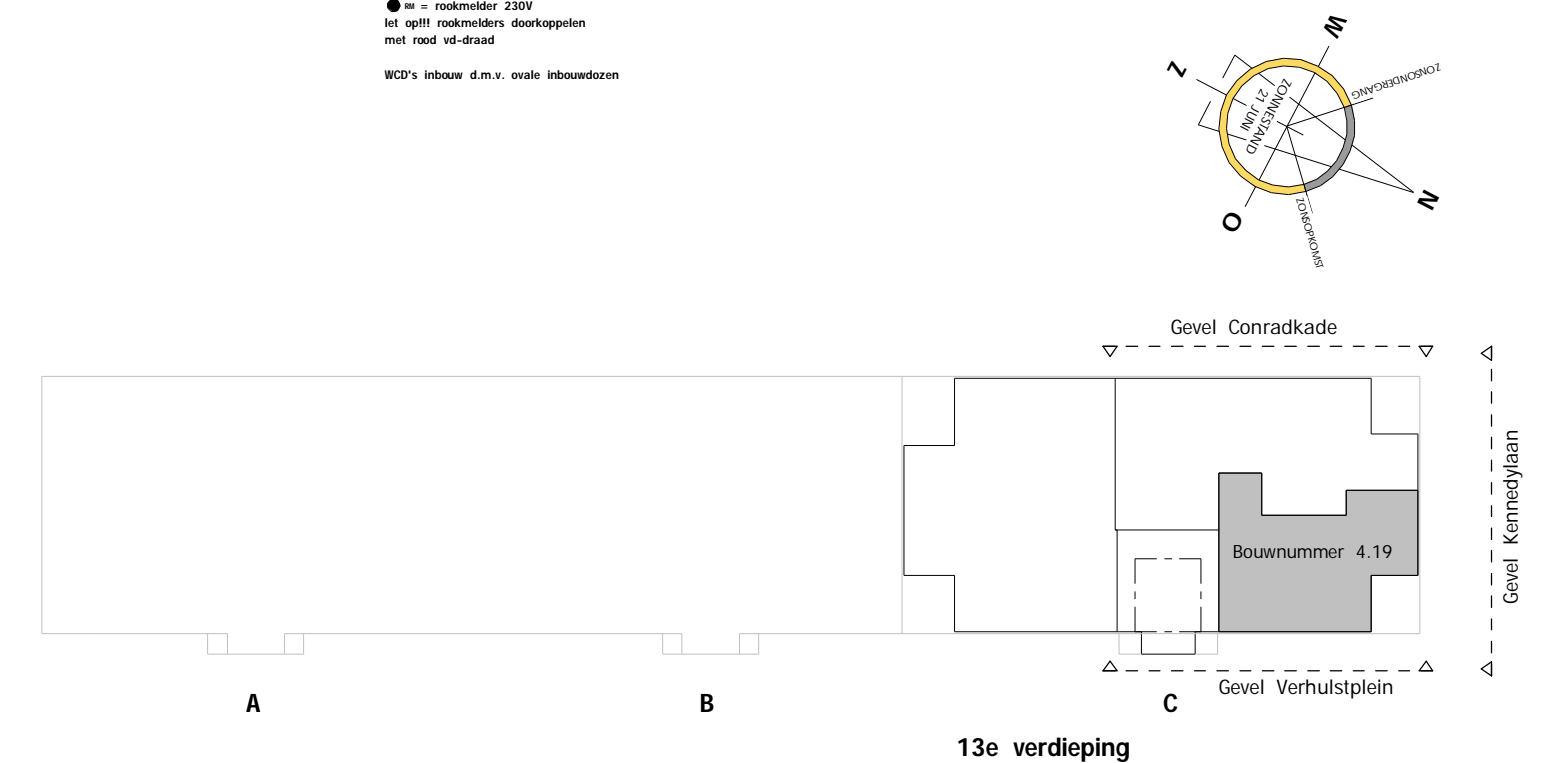 RM = rookmelder 230V
let op!!! rookmelders doorkoppelen
met rood vd-draad
WCD's inbouw d.m.v. ovale inbouwdozen
W
Z
ZONSONDERGANG
ZONNESTAND
21 JUNI
N
O
ZONSOPKOMST
Gevel Conradkade
Gevel Kennedylaan
Bouwnummer 4.19
Gevel Verhulstplein
A
B
C
13e verdieping